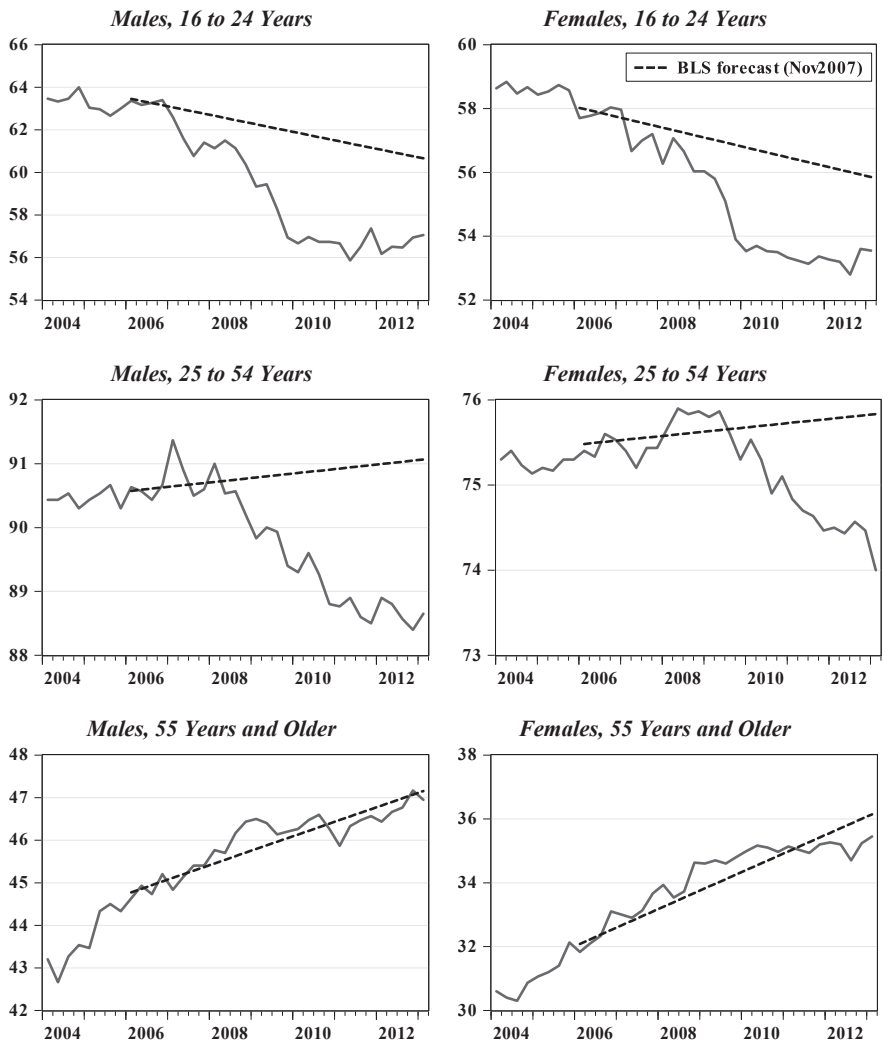 Males, 16 to 24 Years
66
64
62
60
58
56
54
2004 2006 2008 2010 2012
Females, 16 to 24 Years
60
58
56
54
52
BLS forecast (Nov2007)
2004 2006 2008 2010 2012
Males, 25 to 54 Years
92
91
90
89
88
2004 2006 2008 2010 2012
Females, 25 to 54 Years
76
75
74
73
2004 2006 2008 2010 2012
Males, 55 Years and Older
48
47
46
45
44
43
42
2004 2006 2008 2010 2012
Females, 55 Years and Older
38
36
34
32
30
2004 2006 2008 2010 2012